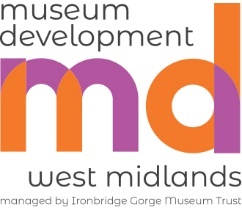 museum
development
md
west midlands
managed by Ironbridge Gorge Museum Trust